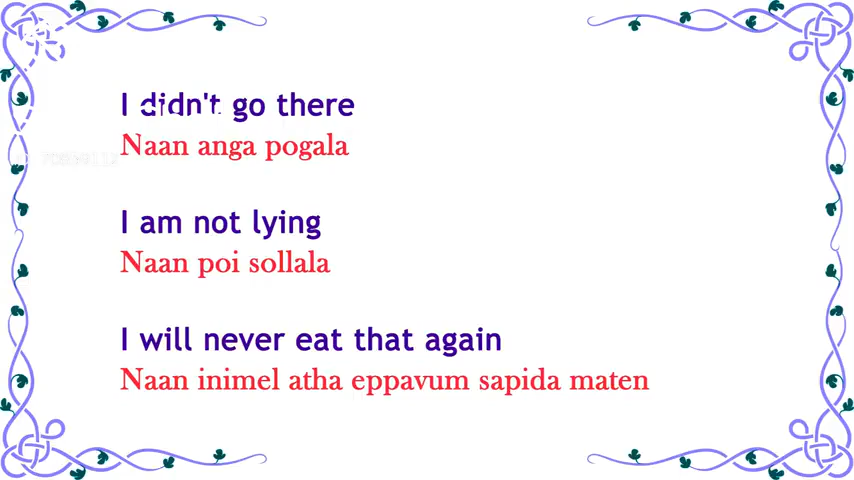 I didn't go there
Naan anga pogala
I am not lying
Naan poi sollala
I will never eat that again
Naan inimel atha eppavum sapida maten